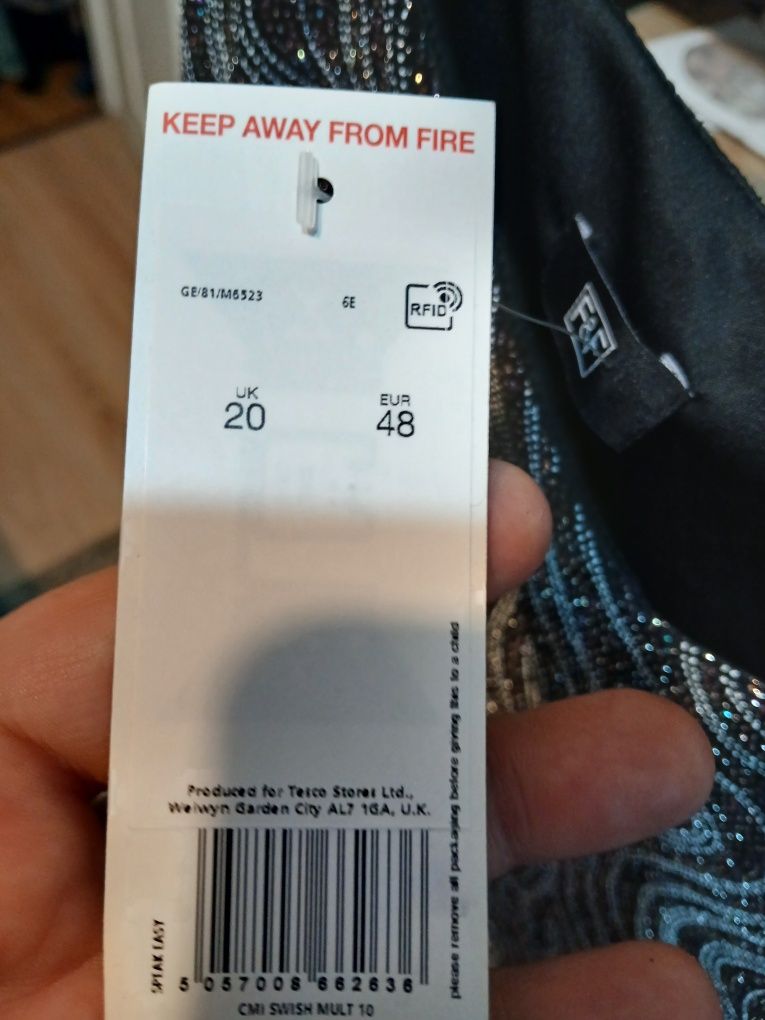 KEEP AWAY FROM FIRE
GE/81/M6523 6E
RFID
UK EUR
20 48
F&F
please remove all packaging before giving this to a child
Produced for Tesco Stores Ltd.,
Welwyn Garden City AL7 1GA, U.K.
SPEAK EASY
5 057008 662636
CMI SWISH MULT 10